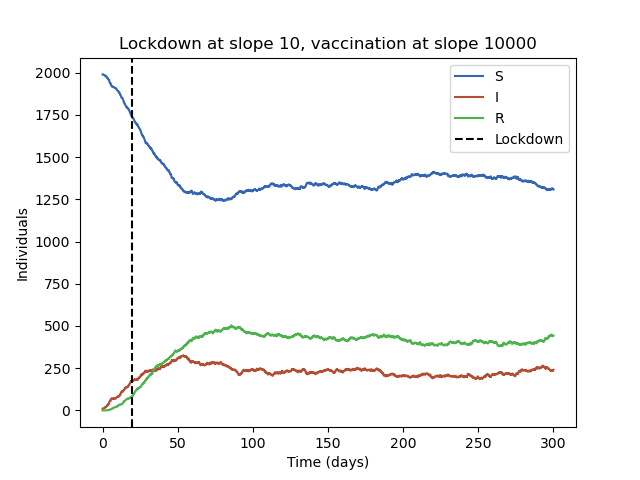 Lockdown at slope 10, vaccination at slope 10000
S
I
R
Lockdown
2000
1750
1500
1250
1000
750
500
250
0
Individuals
0 50 100 150 200 250 300
Time (days)